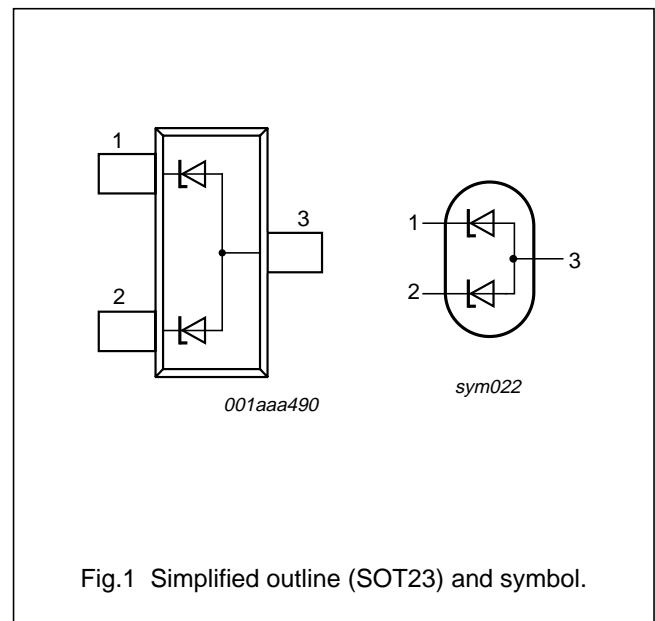 1
3
2
001aaa490
1
2
3
sym022
Fig.1 Simplified outline (SOT23) and symbol.